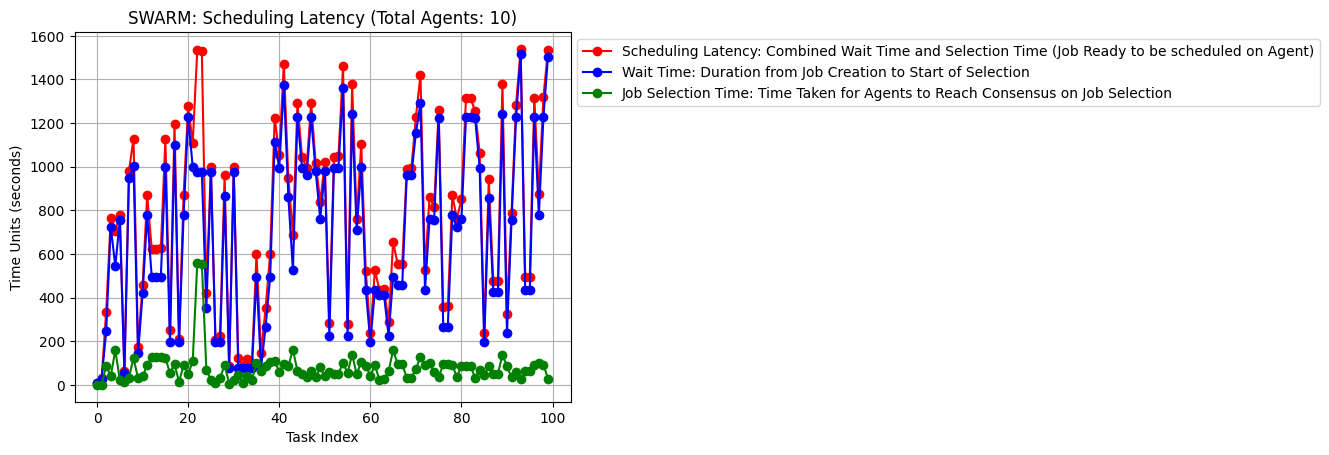 SWARM: Scheduling Latency (Total Agents: 10)
Scheduling Latency: Combined Wait Time and Selection Time (Job Ready to be scheduled on Agent)
Wait Time: Duration from Job Creation to Start of Selection
Job Selection Time: Time Taken for Agents to Reach Consensus on Job Selection
Time Units (seconds)
1600
1400
1200
1000
800
600
400
200
0
0 20 40 60 80 100
Task Index